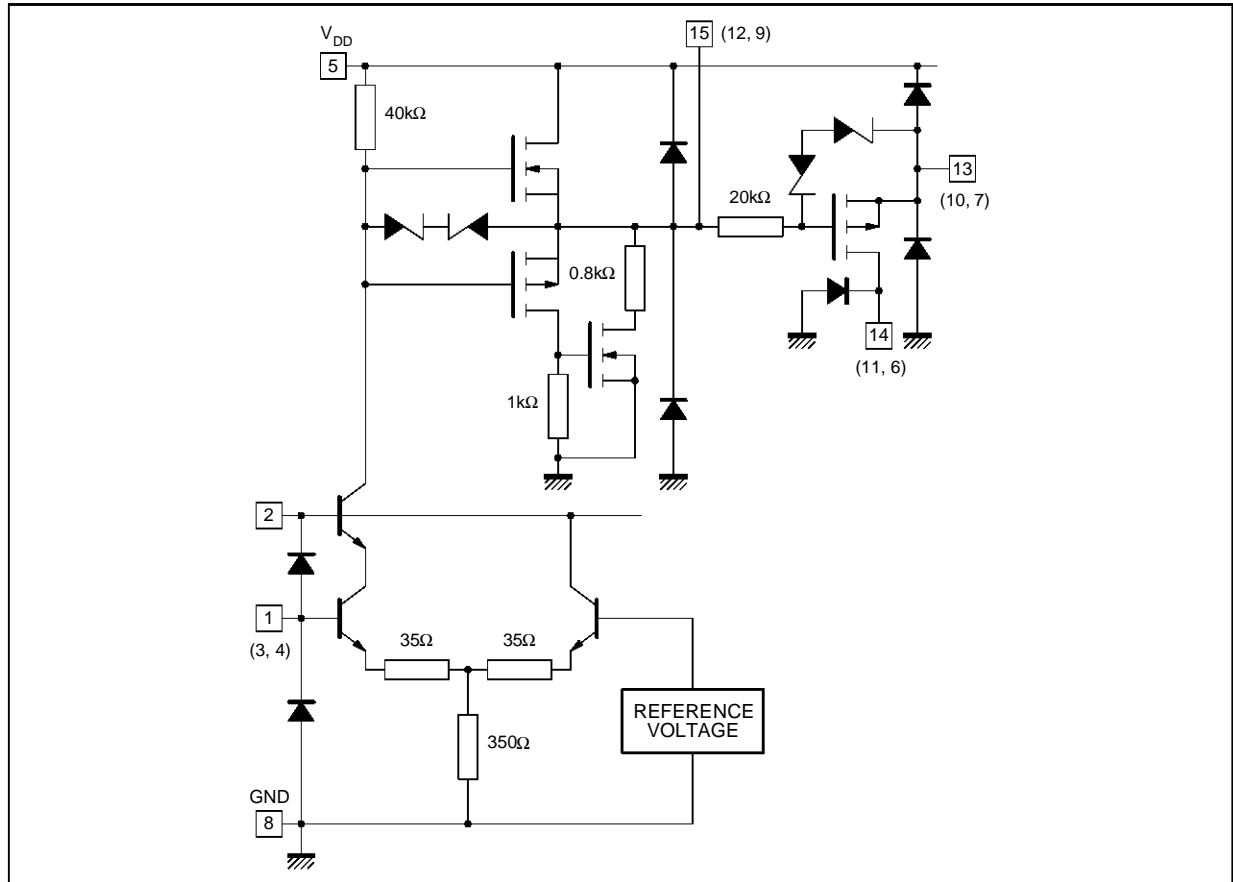 V_DD
5
15 (12, 9)
40kΩ
20kΩ
13
(10, 7)
0.8kΩ
14
(11, 6)
1kΩ
2
1
(3, 4)
35Ω
35Ω
REFERENCE
VOLTAGE
350Ω
GND
8